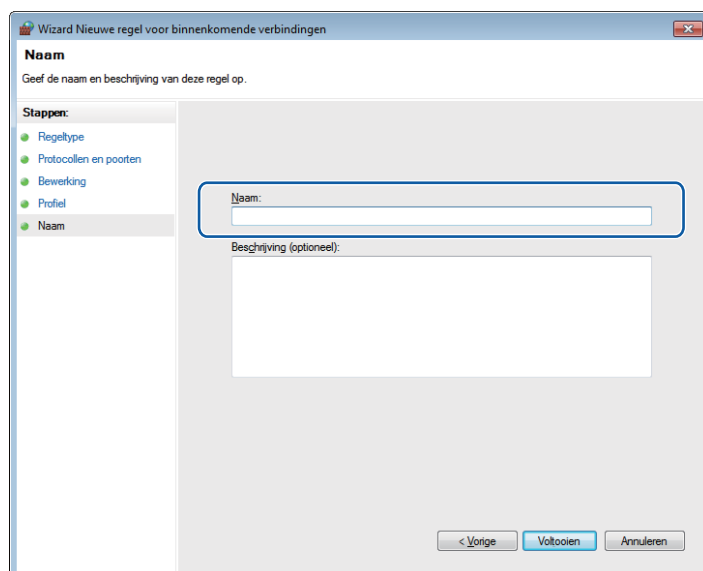 Wizard Nieuwe regel voor binnenkomende verbindingen
Naam
Geef de naam en beschrijving van deze regel op.
Stappen:
Regeltype
Protocollen en poorten
Bewerking
Profiel
Naam
Naam:
Beschrijving (optioneel):
< Vorige
Voltooien
Annuleren